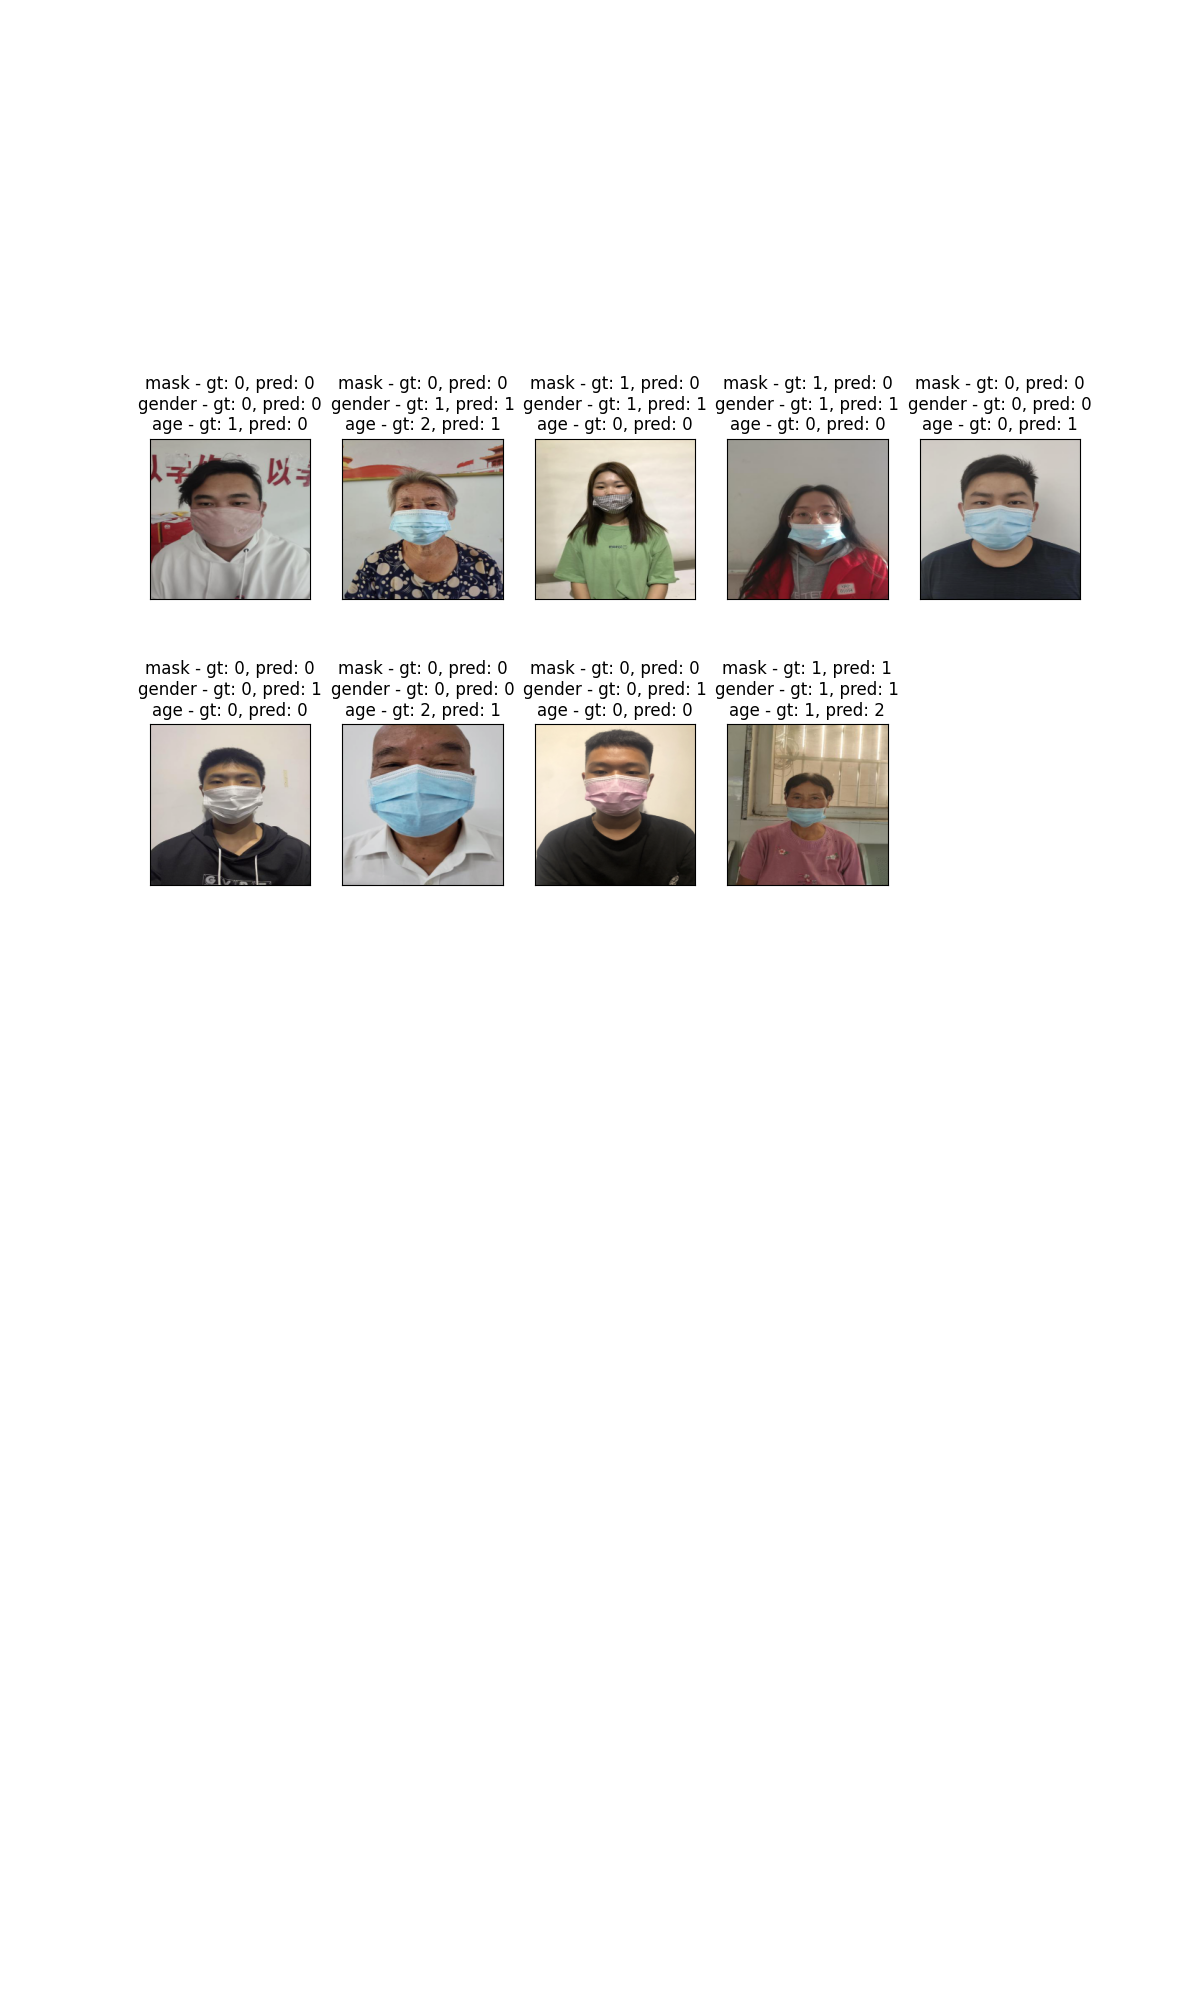 mask - gt: 0, pred: 0
gender - gt: 0, pred: 0
age - gt: 1, pred: 0
mask - gt: 0, pred: 0
gender - gt: 1, pred: 1
age - gt: 2, pred: 1
mask - gt: 1, pred: 0
gender - gt: 1, pred: 1
age - gt: 0, pred: 0
mask - gt: 1, pred: 0
gender - gt: 1, pred: 1
age - gt: 0, pred: 0
mask - gt: 0, pred: 0
gender - gt: 0, pred: 0
age - gt: 0, pred: 1
以学 以
mask - gt: 0, pred: 0
gender - gt: 0, pred: 1
age - gt: 0, pred: 0
mask - gt: 0, pred: 0
gender - gt: 0, pred: 0
age - gt: 2, pred: 1
mask - gt: 0, pred: 0
gender - gt: 0, pred: 1
age - gt: 0, pred: 0
mask - gt: 1, pred: 1
gender - gt: 1, pred: 1
age - gt: 1, pred: 2